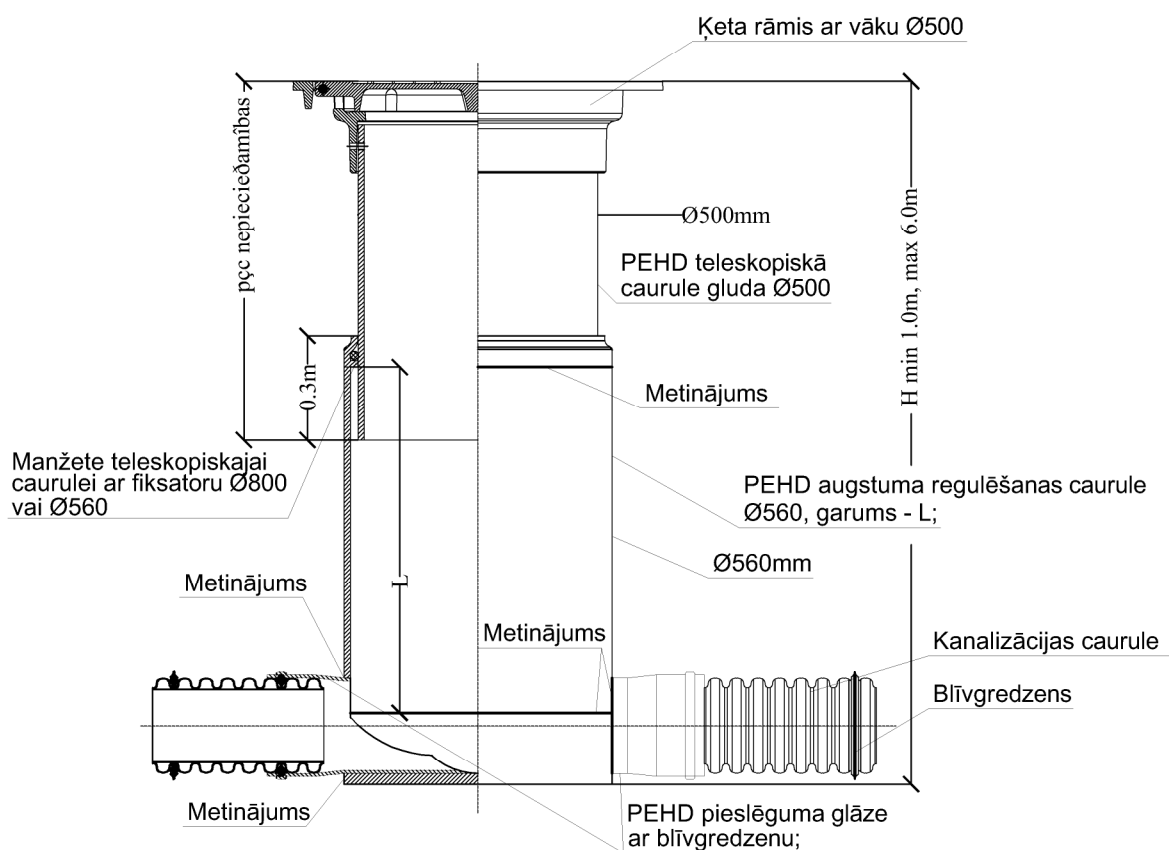 Ķeta rāmis ar vāku Ø500
pçc nepiecieðamîbas
Ø500mm
PEHD teleskopiskā
caurule gluda Ø500
H min 1.0m, max 6.0m
0.3m
Metinājums
Manžete teleskopiskajai
caurulei ar fiksatoru Ø800
vai Ø560
PEHD augstuma regulēšanas caurule
Ø560, garums - L;
L
Ø560mm
Metinājums
Metinājums
Kanalizācijas caurule
Blīvgredzens
Metinājums
PEHD pieslēguma glāze
ar blīvgredzenu;